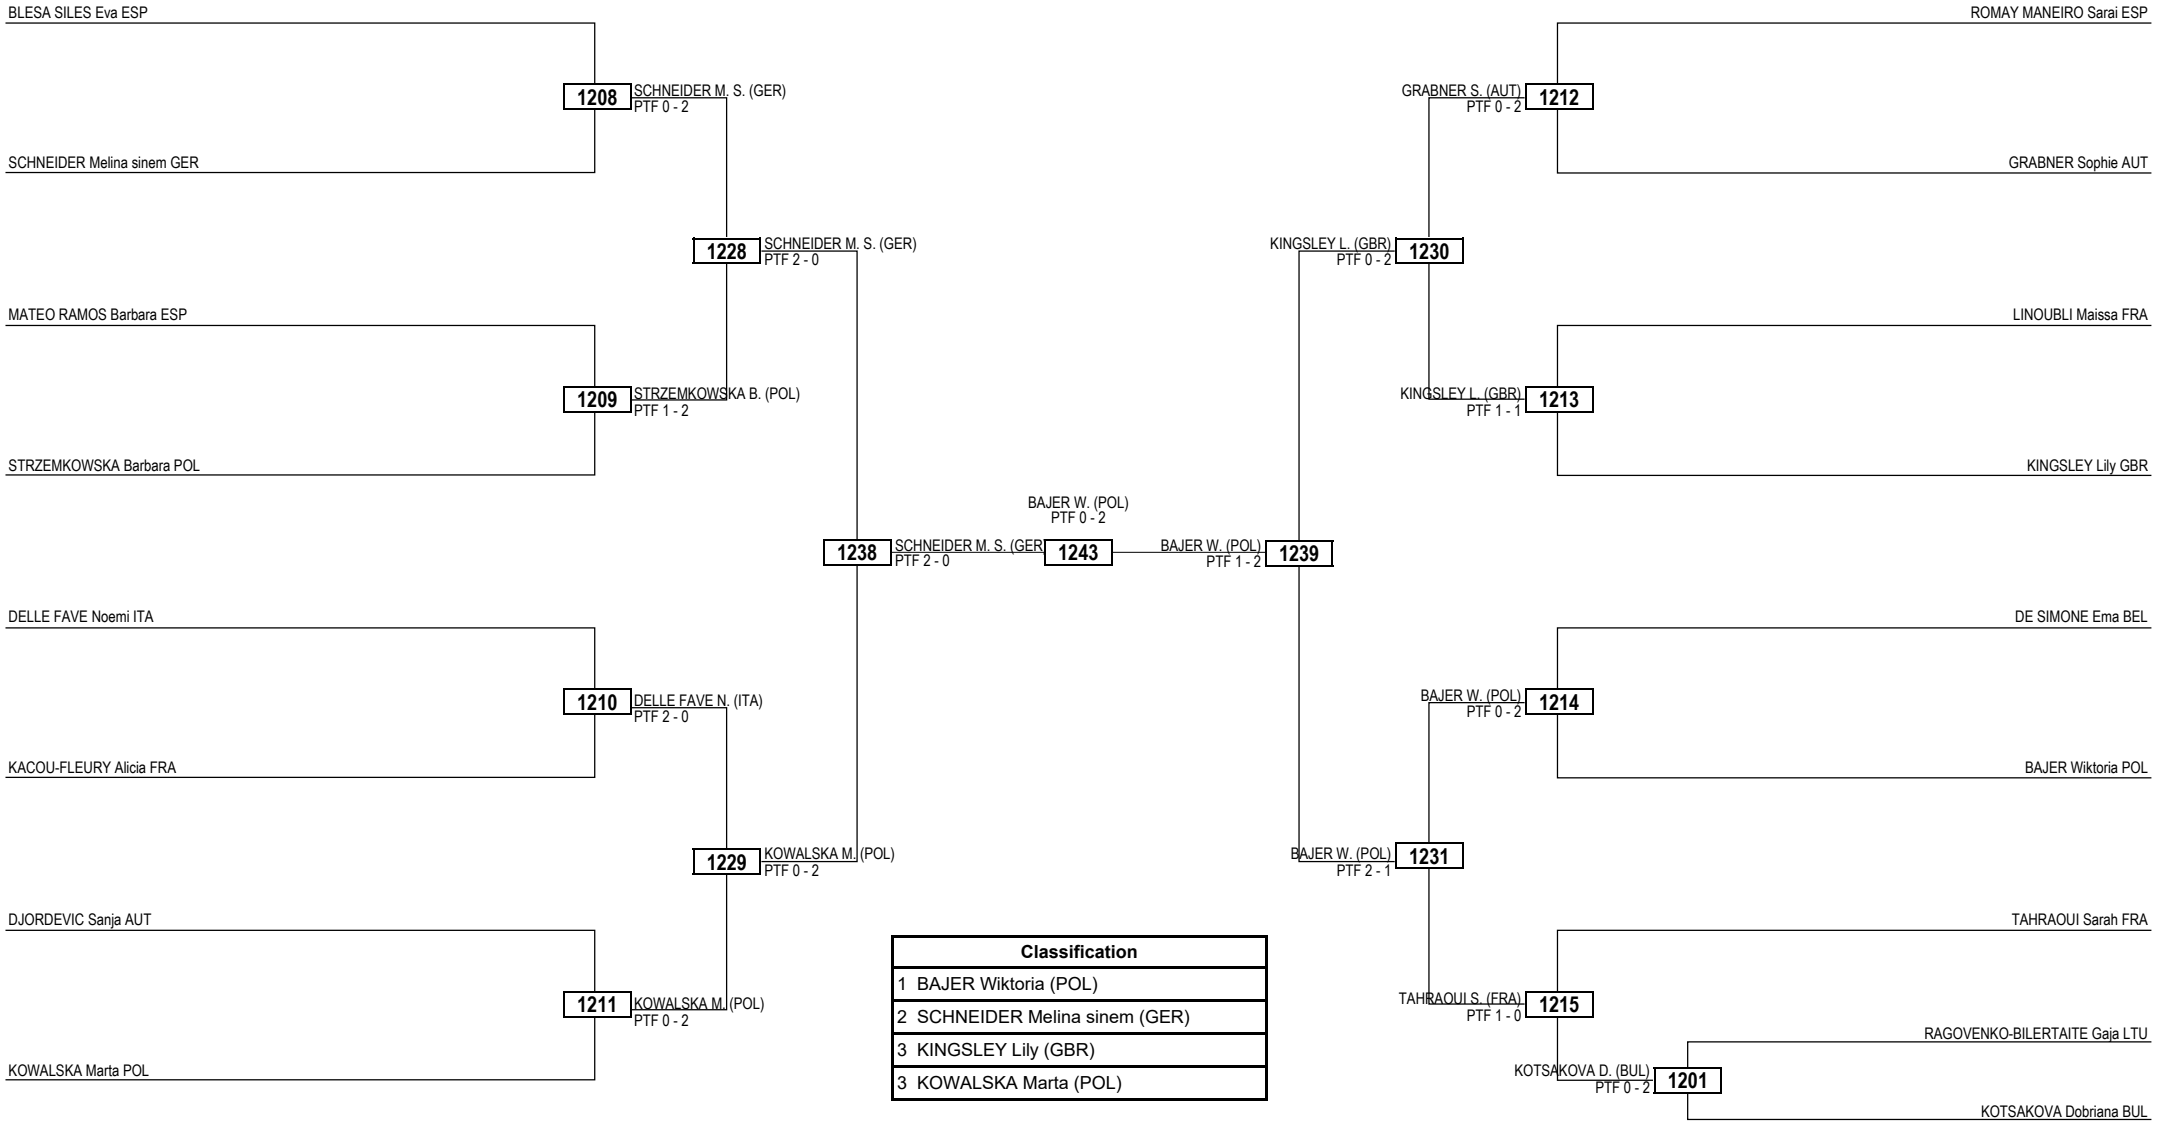 BLESA SILES Eva ESP
ROMAY MANEIRO Sarai ESP
1208
SCHNEIDER M. S. (GER)
PTF 0 - 2
GRABNER S. (AUT)
PTF 0 - 2
1212
SCHNEIDER Melina sinem GER
GRABNER Sophie AUT
1228
SCHNEIDER M. S. (GER)
PTF 2 - 0
KINGSLEY L. (GBR)
PTF 0 - 2
1230
MATEO RAMOS Barbara ESP
LINOUBLI Maissa FRA
1209
STRZEMKOWSKA B. (POL)
PTF 1 - 2
KINGSLEY L. (GBR)
PTF 1 - 1
1213
STRZEMKOWSKA Barbara POL
KINGSLEY Lily GBR
BAJER W. (POL)
PTF 0 - 2
1238
SCHNEIDER M. S. (GER
PTF 2 - 0
1243
BAJER W. (POL)
PTF 1 - 2
1239
DELLE FAVE Noemi ITA
DE SIMONE Ema BEL
1210
DELLE FAVE N. (ITA)
PTF 2 - 0
BAJER W. (POL)
PTF 0 - 2
1214
KACOU-FLEURY Alicia FRA
BAJER Wiktoria POL
1229
KOWALSKA M. (POL)
PTF 0 - 2
BAJER W. (POL)
PTF 2 - 1
1231
DJORDEVIC Sanja AUT
TAHRAOUI Sarah FRA
1211
KOWALSKA M. (POL)
PTF 0 - 2
TAHRAOUI S. (FRA)
PTF 1 - 0
1215
RAGOVENKO-BILERTAITE Gaja LTU
KOWALSKA Marta POL
KOTSAKOVA D. (BUL)
PTF 0 - 2
1201
KOTSAKOVA Dobriana BUL
Classification
1 BAJER Wiktoria (POL)
2 SCHNEIDER Melina sinem (GER)
3 KINGSLEY Lily (GBR)
3 KOWALSKA Marta (POL)